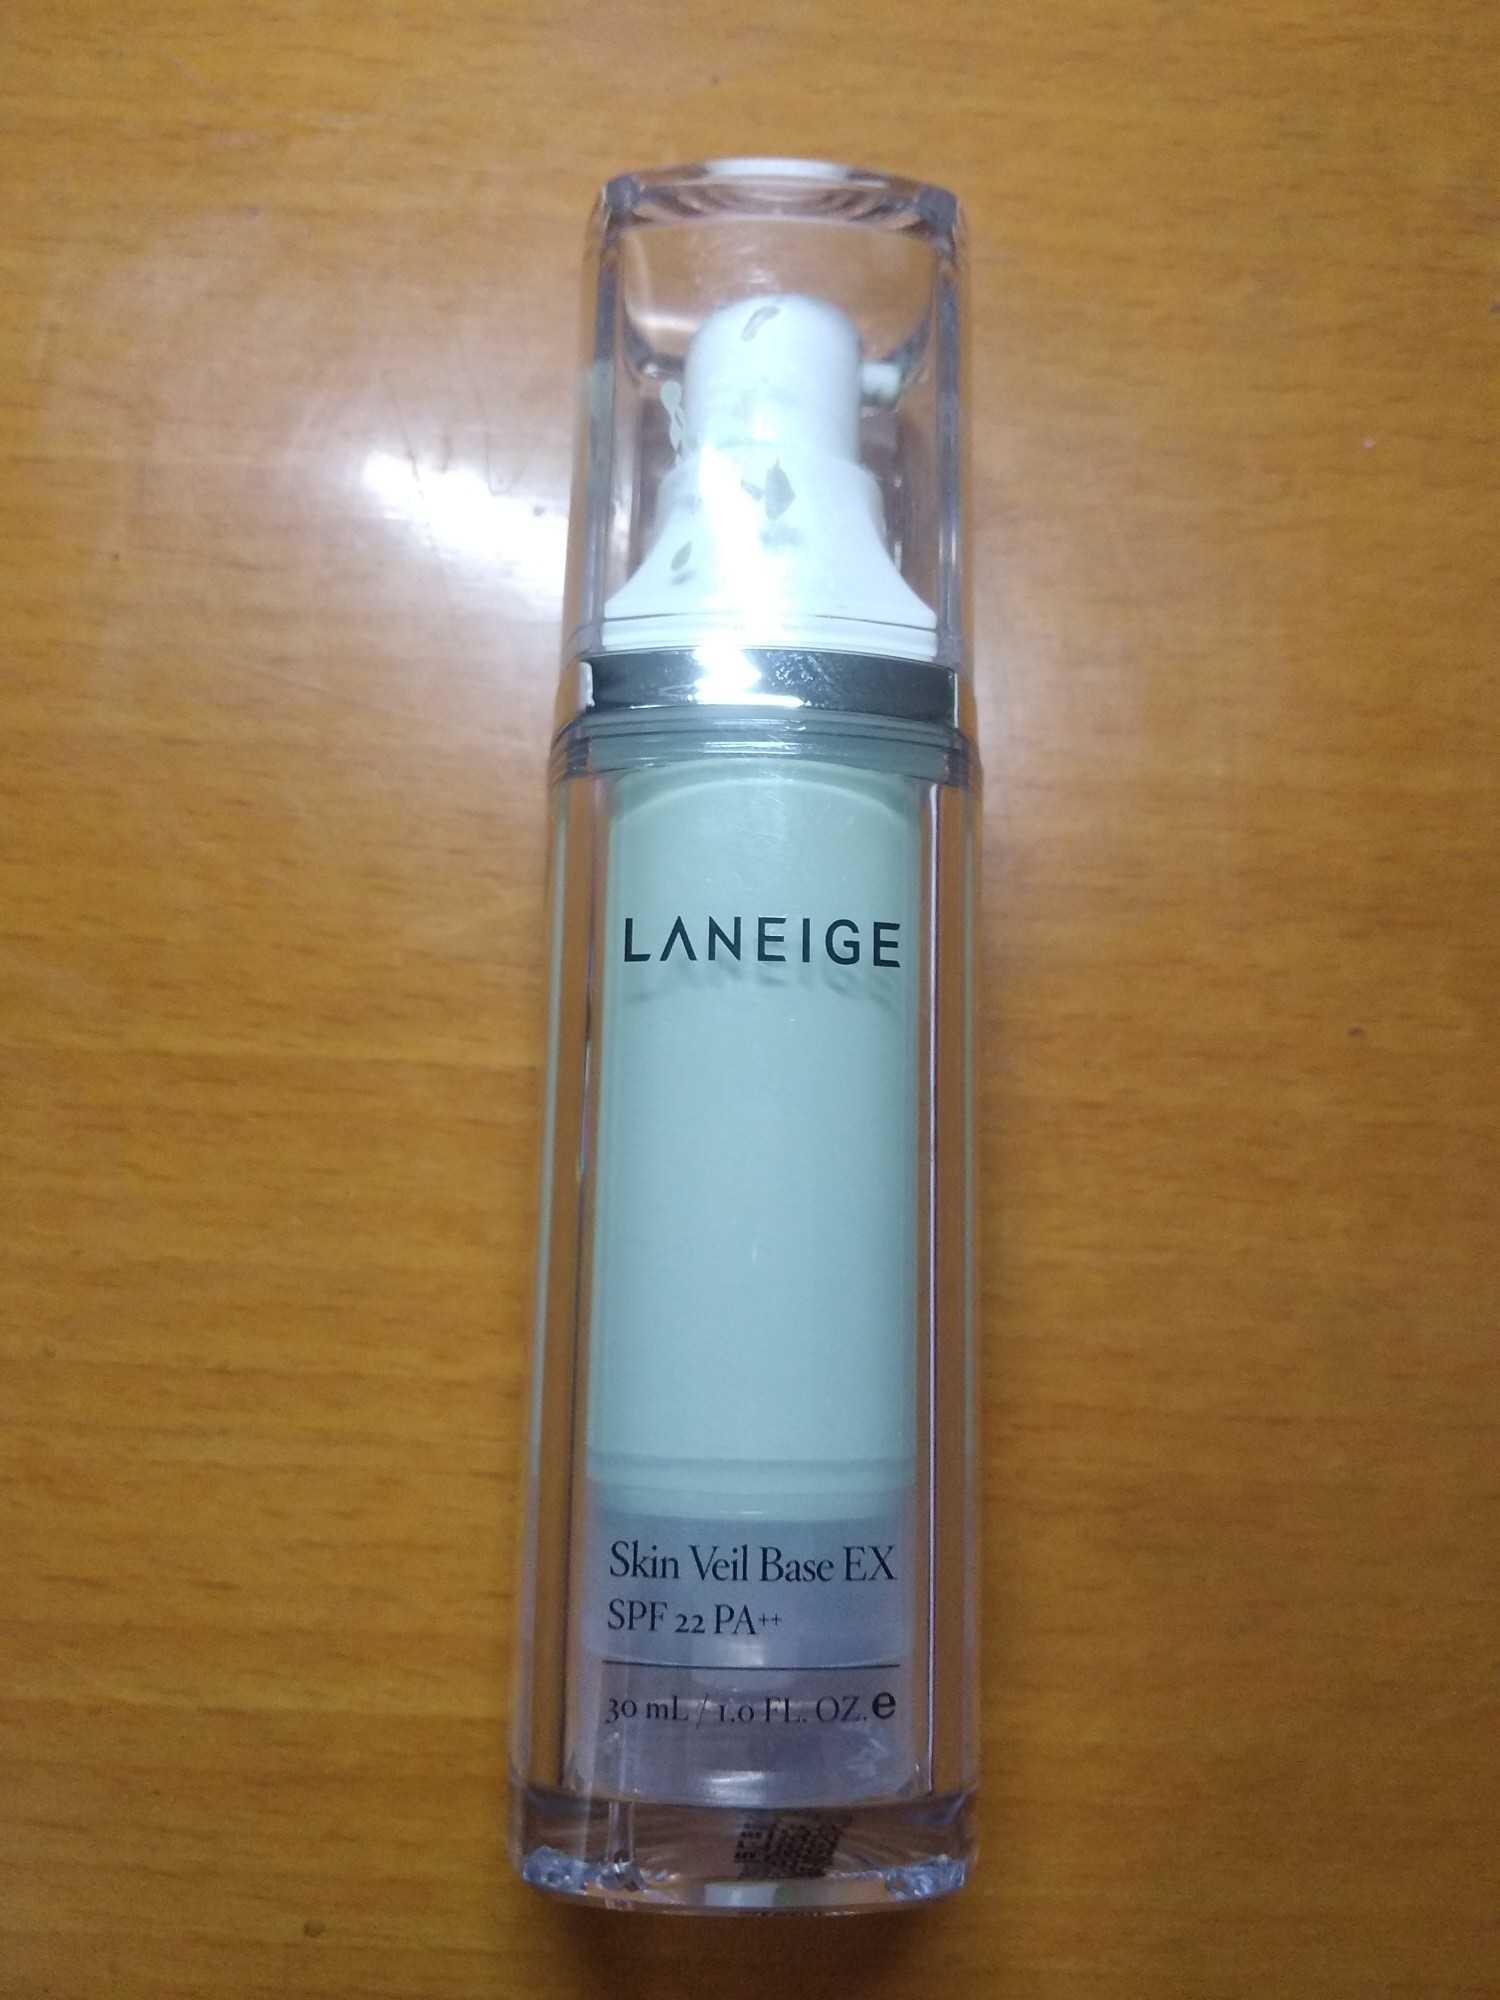 LANEIGE
Skin Veil Base EX
SPF 22 PA++
30 mL / 1.0 FL. OZ. e